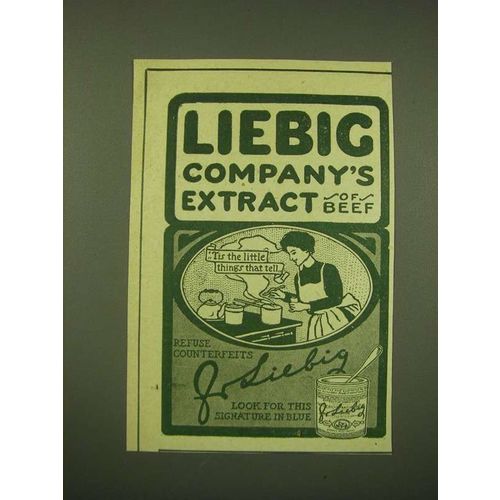 LIEBIG
COMPANY'S
EXTRACT OF BEEF
'Tis the little
things that tell
REFUSE
COUNTERFEITS
J v Liebig
LOOK FOR THIS
SIGNATURE IN BLUE
J v Liebig